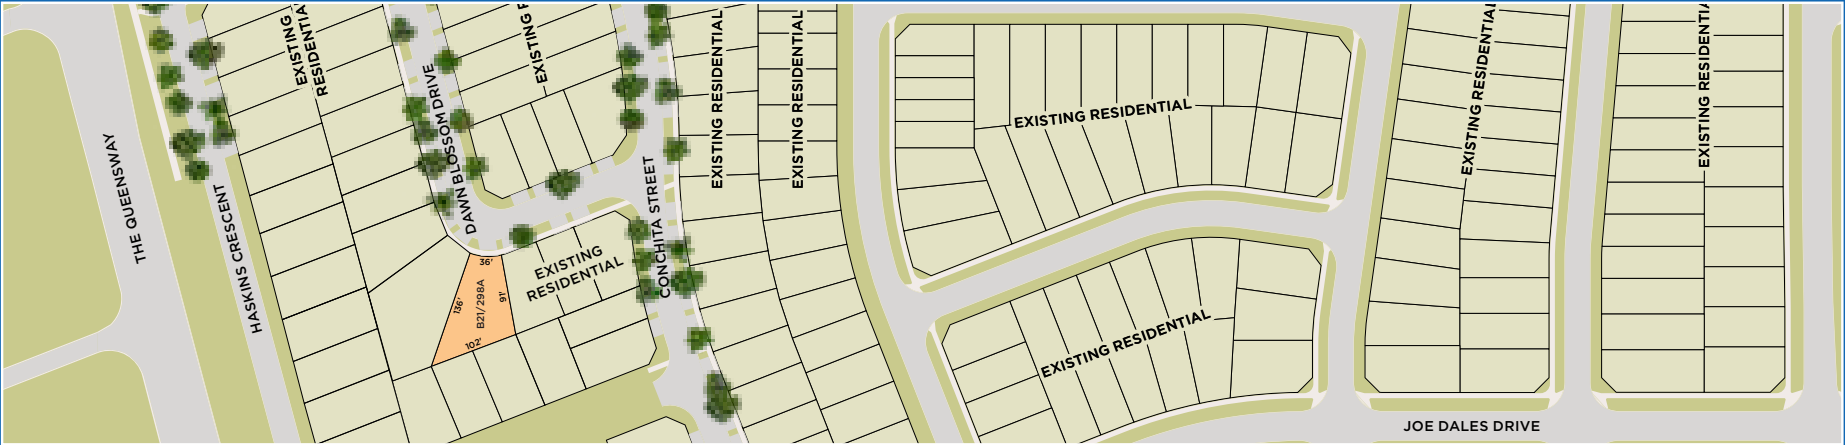 EXISTING
RESIDENTIAL
EXISTING R
EXISTING RESIDENTIAL
EXISTING RESIDENTIAL
EXISTING RESIDENTIAL
EXISTING RESIDENTIAL
EXISTING RESIDENTIAL
THE QUEENSWAY
HASKINS CRESCENT
DAWN BLOSSOM DRIVE
CONCHITA STREET
EXISTING
RESIDENTIAL
36'
136'
B21/298A
91'
102'
EXISTING RESIDENTIAL
JOE DALES DRIVE